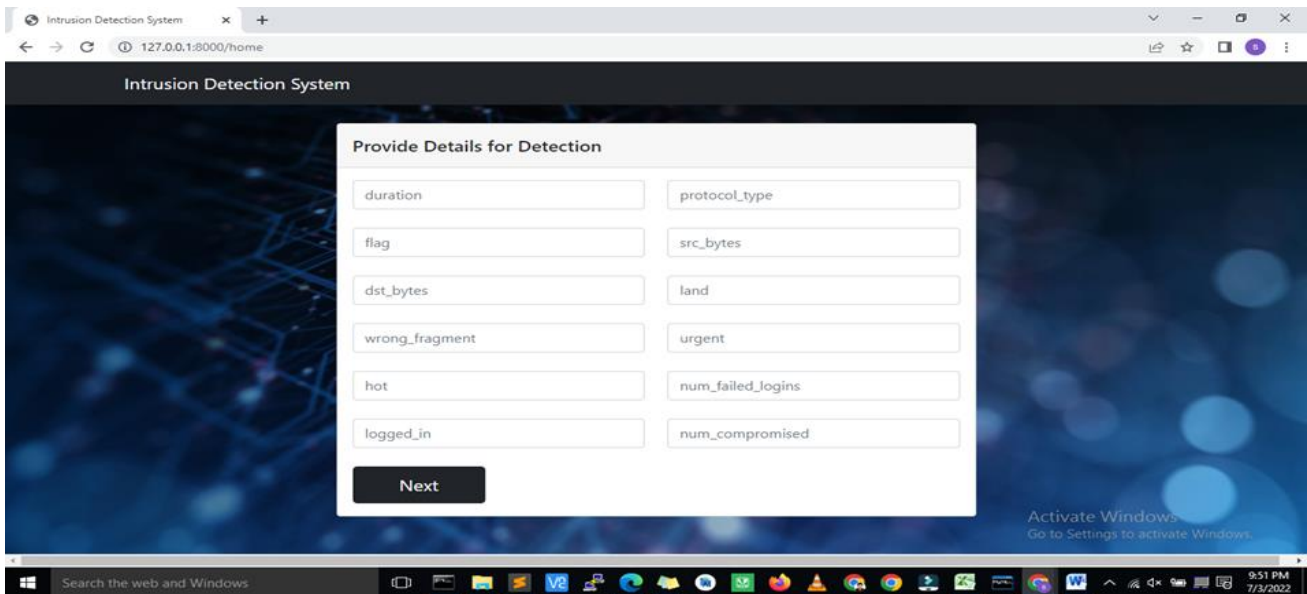 Intrusion Detection System
127.0.0.1:8000/home
S
Intrusion Detection System
Provide Details for Detection
duration protocol_type
flag src_bytes
dst_bytes land
wrong_fragment urgent
hot num_failed_logins
logged_in num_compromised
Next
Activate Windows
Go to Settings to activate Windows.
Search the web and Windows
9:51 PM
7/3/2022